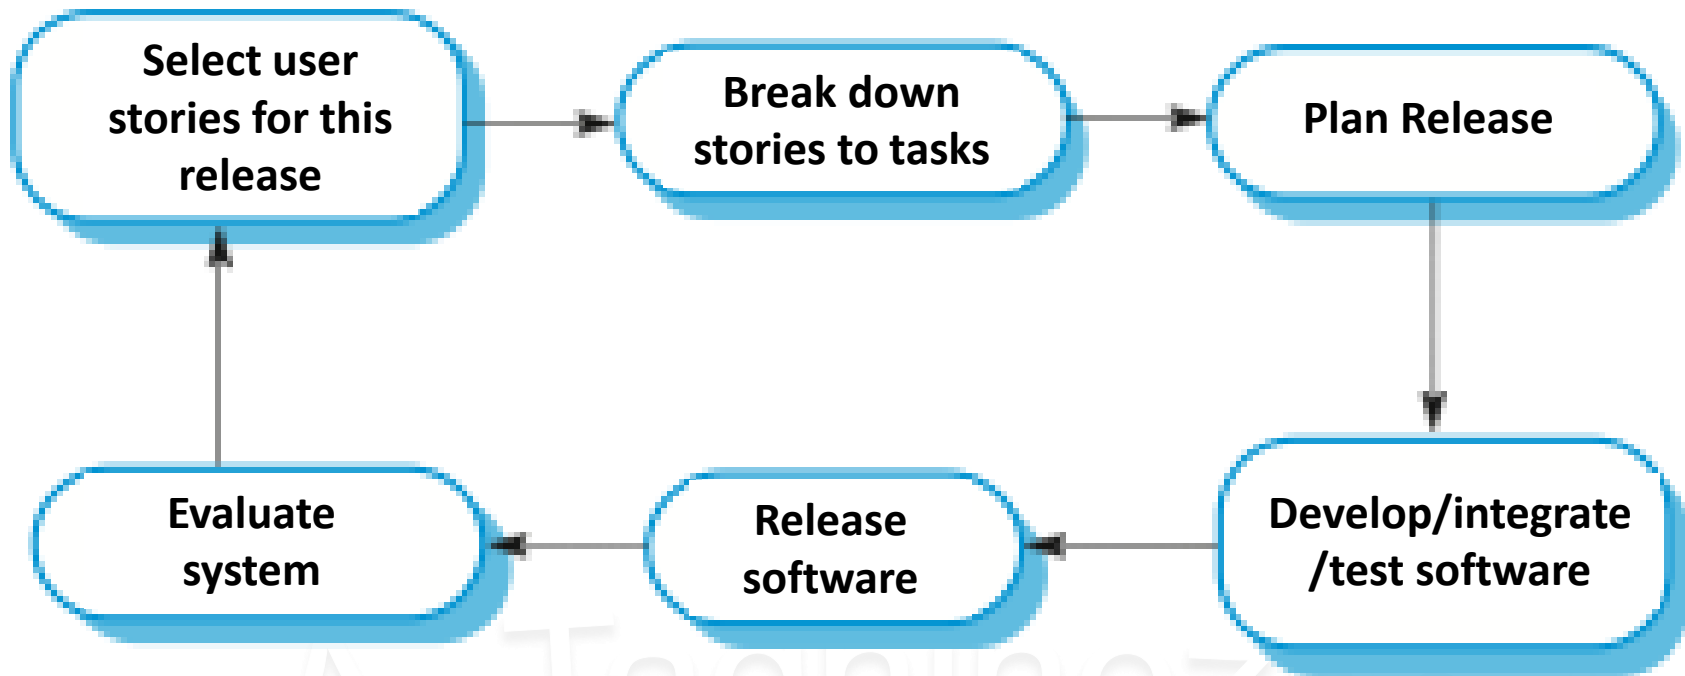 Select user
stories for this
release
Break down
stories to tasks
Plan Release
Develop/integrate
/test software
Release
software
Evaluate
system